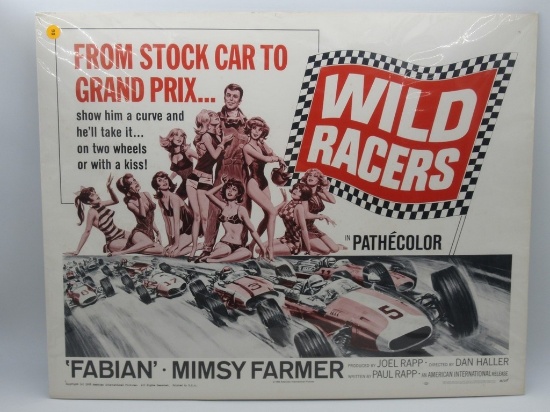 FROM STOCK CAR TO
GRAND PRIX...
show him a curve and
he'll take it...
on two wheels
or with a kiss!
WILD
RACERS
IN PATHÉCOLOR
5
'FABIAN' · MIMSY FARMER
PRODUCED BY JOEL RAPP · DIRECTED BY DAN HALLER
WRITTEN BY PAUL RAPP · AN AMERICAN INTERNATIONAL RELEASE